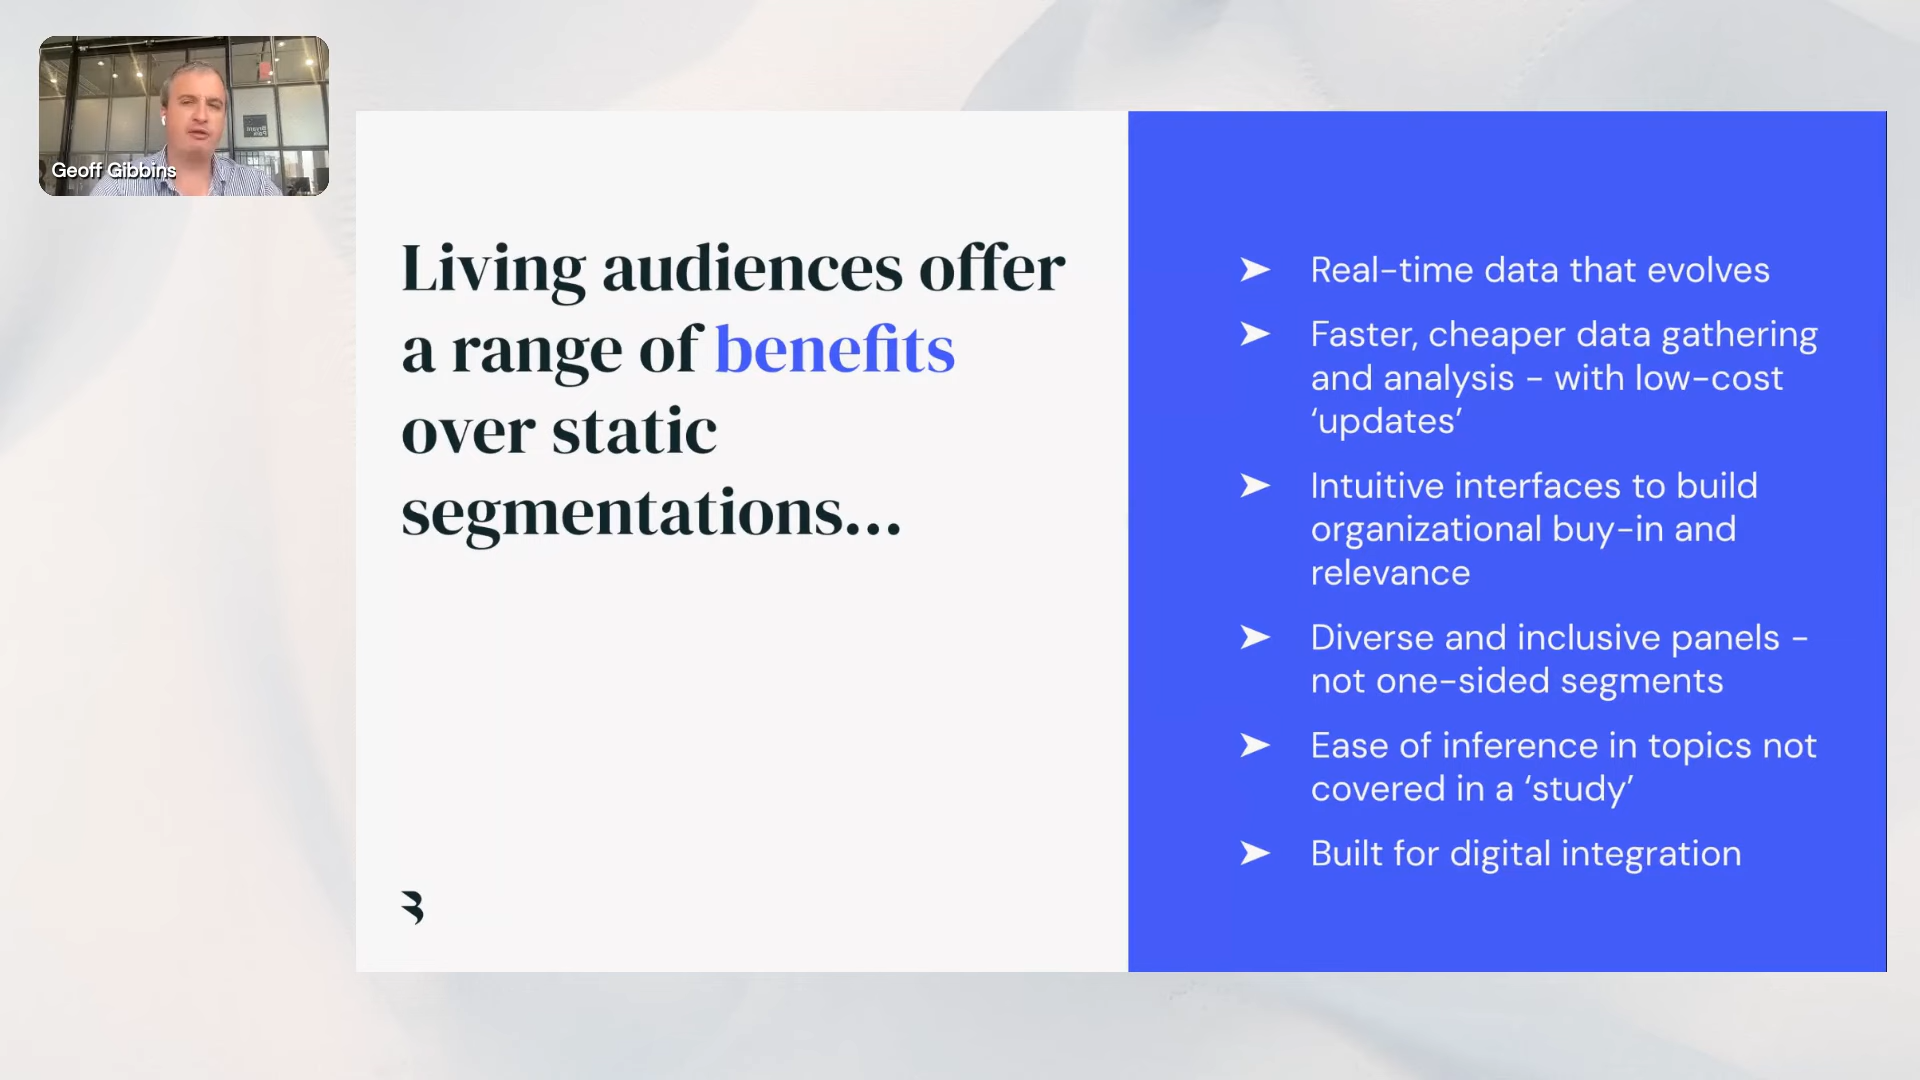 Geoff Gibbins
Living audiences offer
a range of benefits
over static
segmentations...
➤ Real-time data that evolves
➤ Faster, cheaper data gathering
and analysis - with low-cost
‘updates’
➤ Intuitive interfaces to build
organizational buy-in and
relevance
➤ Diverse and inclusive panels -
not one-sided segments
➤ Ease of inference in topics not
covered in a ‘study’
➤ Built for digital integration